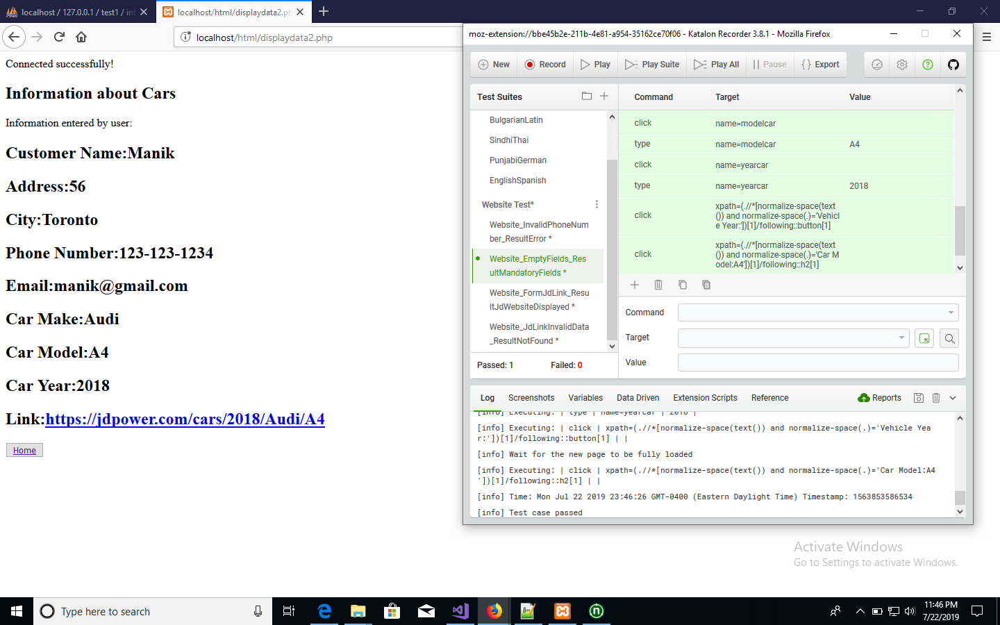 localhost / 127.0.0.1 / test1 / in
localhost/html/displaydata2.ph
localhost/html/displaydata2.php
Connected successfully!
Information about Cars
Information entered by user:
Customer Name:Manik
Address:56
City:Toronto
Phone Number:123-123-1234
Email:manik@gmail.com
Car Make:Audi
Car Model:A4
Car Year:2018
Link:https://jdpower.com/cars/2018/Audi/A4
Home
moz-extension://bbe45b2e-211b-4e81-a954-35162ce70f06 - Katalon Recorder 3.8.1 - Mozilla Firefox
New Record Play Play Suite Play All Pause Export
Test Suites
BulgarianLatin
SindhiThai
PunjabiGerman
EnglishSpanish
Website Test*
Website_InvalidPhoneNum
ber_ResultError *
Website_EmptyFields_Res
ultMandatoryFields *
Website_FormJdLink_Resu
ltJdWebsiteDisplayed *
Website_JdLinkInvalidData
_ResultNotFound *
Passed: 1 Failed: 0
Command Target Value
click name=modelcar
type name=modelcar A4
click name=yearcar
type name=yearcar 2018
click xpath=(.//*[normalize-space(text
()) and normalize-space(.)='Vehicl
e Year:'])[1]/following::button[1]
click xpath=(.//*[normalize-space(text
()) and normalize-space(.)='Car M
odel:A4'])[1]/following::h2[1]
Command
Target
Value
Log Screenshots Variables Data Driven Extension Scripts Reference Reports
[info] Executing: | type | name=yearcar | 2018 |
[info] Executing: | click | xpath=(.//*[normalize-space(text()) and normalize-space(.)='Vehicle Yea
r:'])[1]/following::button[1] | |
[info] Wait for the new page to be fully loaded
[info] Executing: | click | xpath=(.//*[normalize-space(text()) and normalize-space(.)='Car Model:A4
'])[1]/following::h2[1] | |
[info] Time: Mon Jul 22 2019 23:46:26 GMT-0400 (Eastern Daylight Time) Timestamp: 1563853586534
[info] Test case passed
Activate Windows
Go to Settings to activate Windows.
Type here to search
11:46 PM
7/22/2019